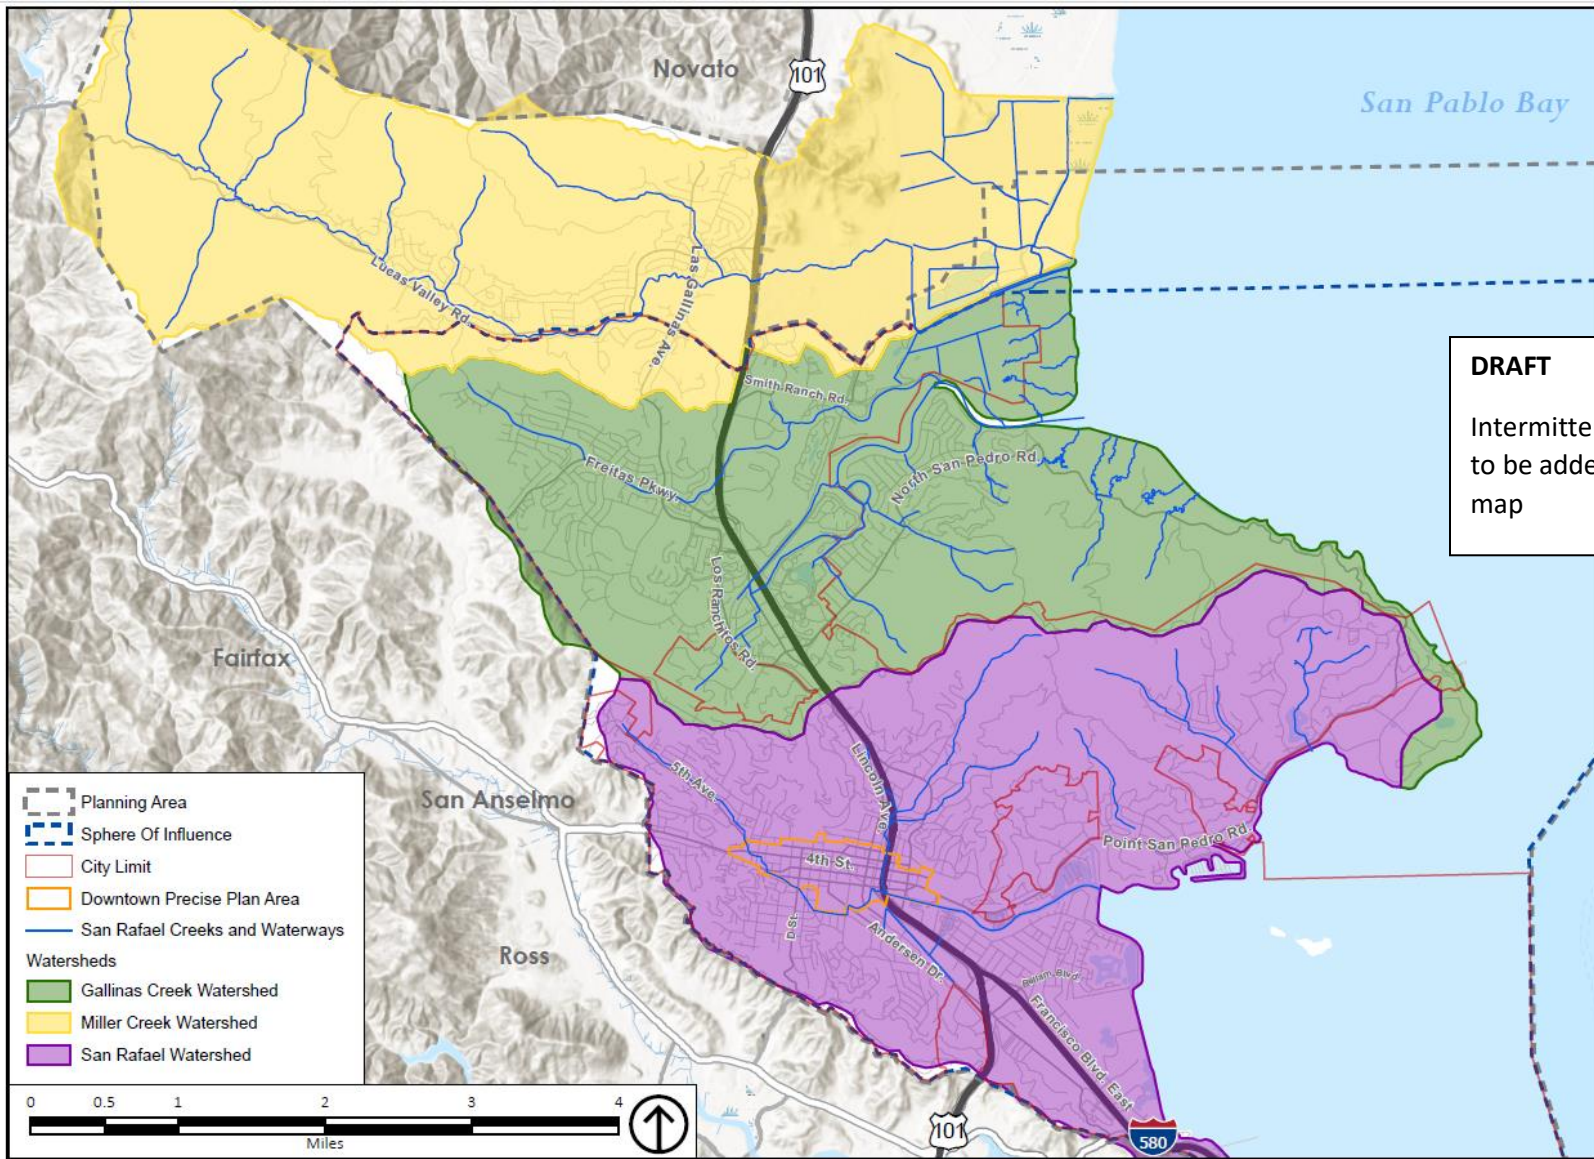 Novato
101
San Pablo Bay
Lucas Valley Rd.
Las Gallinas Ave.
Smith Ranch Rd.
DRAFT
Intermitte
to be adde
map
Freitas Pkwy.
North San Pedro Rd.
Los Ranchitos Rd.
Fairfax
San Anselmo
5th Ave.
Lincoln Ave.
4th St.
Point San Pedro Rd.
D St.
Andersen Dr.
Ross
Bellam Blvd.
Francisco Blvd. East
101
580
Planning Area
Sphere Of Influence
City Limit
Downtown Precise Plan Area
San Rafael Creeks and Waterways
Watersheds
Gallinas Creek Watershed
Miller Creek Watershed
San Rafael Watershed
0 0.5 1 2 3 4
Miles